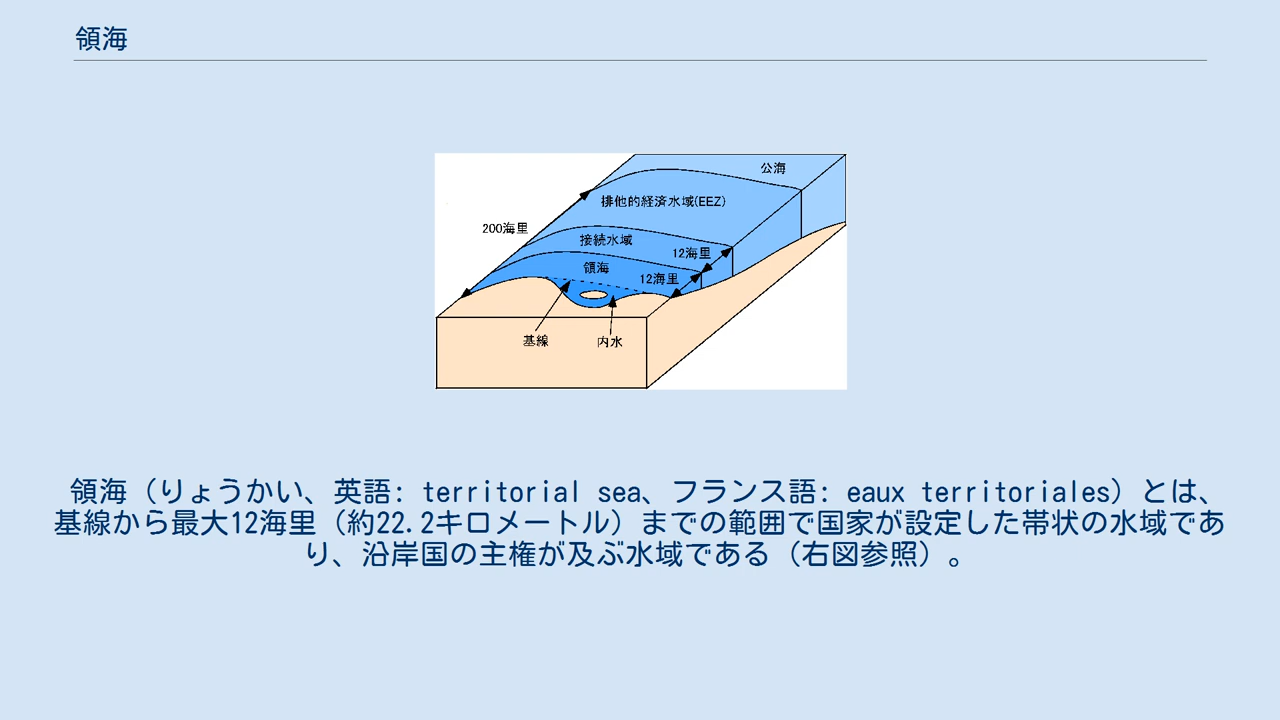 領海
公海
排他的経済水域(EEZ)
200海里
接続水域
12海里
領海
12海里
基線
内水
領海（りょうかい、英語: territorial sea、フランス語: eaux territoriales）とは、
基線から最大12海里（約22.2キロメートル）までの範囲で国家が設定した帯状の水域であ
り、沿岸国の主権が及ぶ水域である（右図参照）。